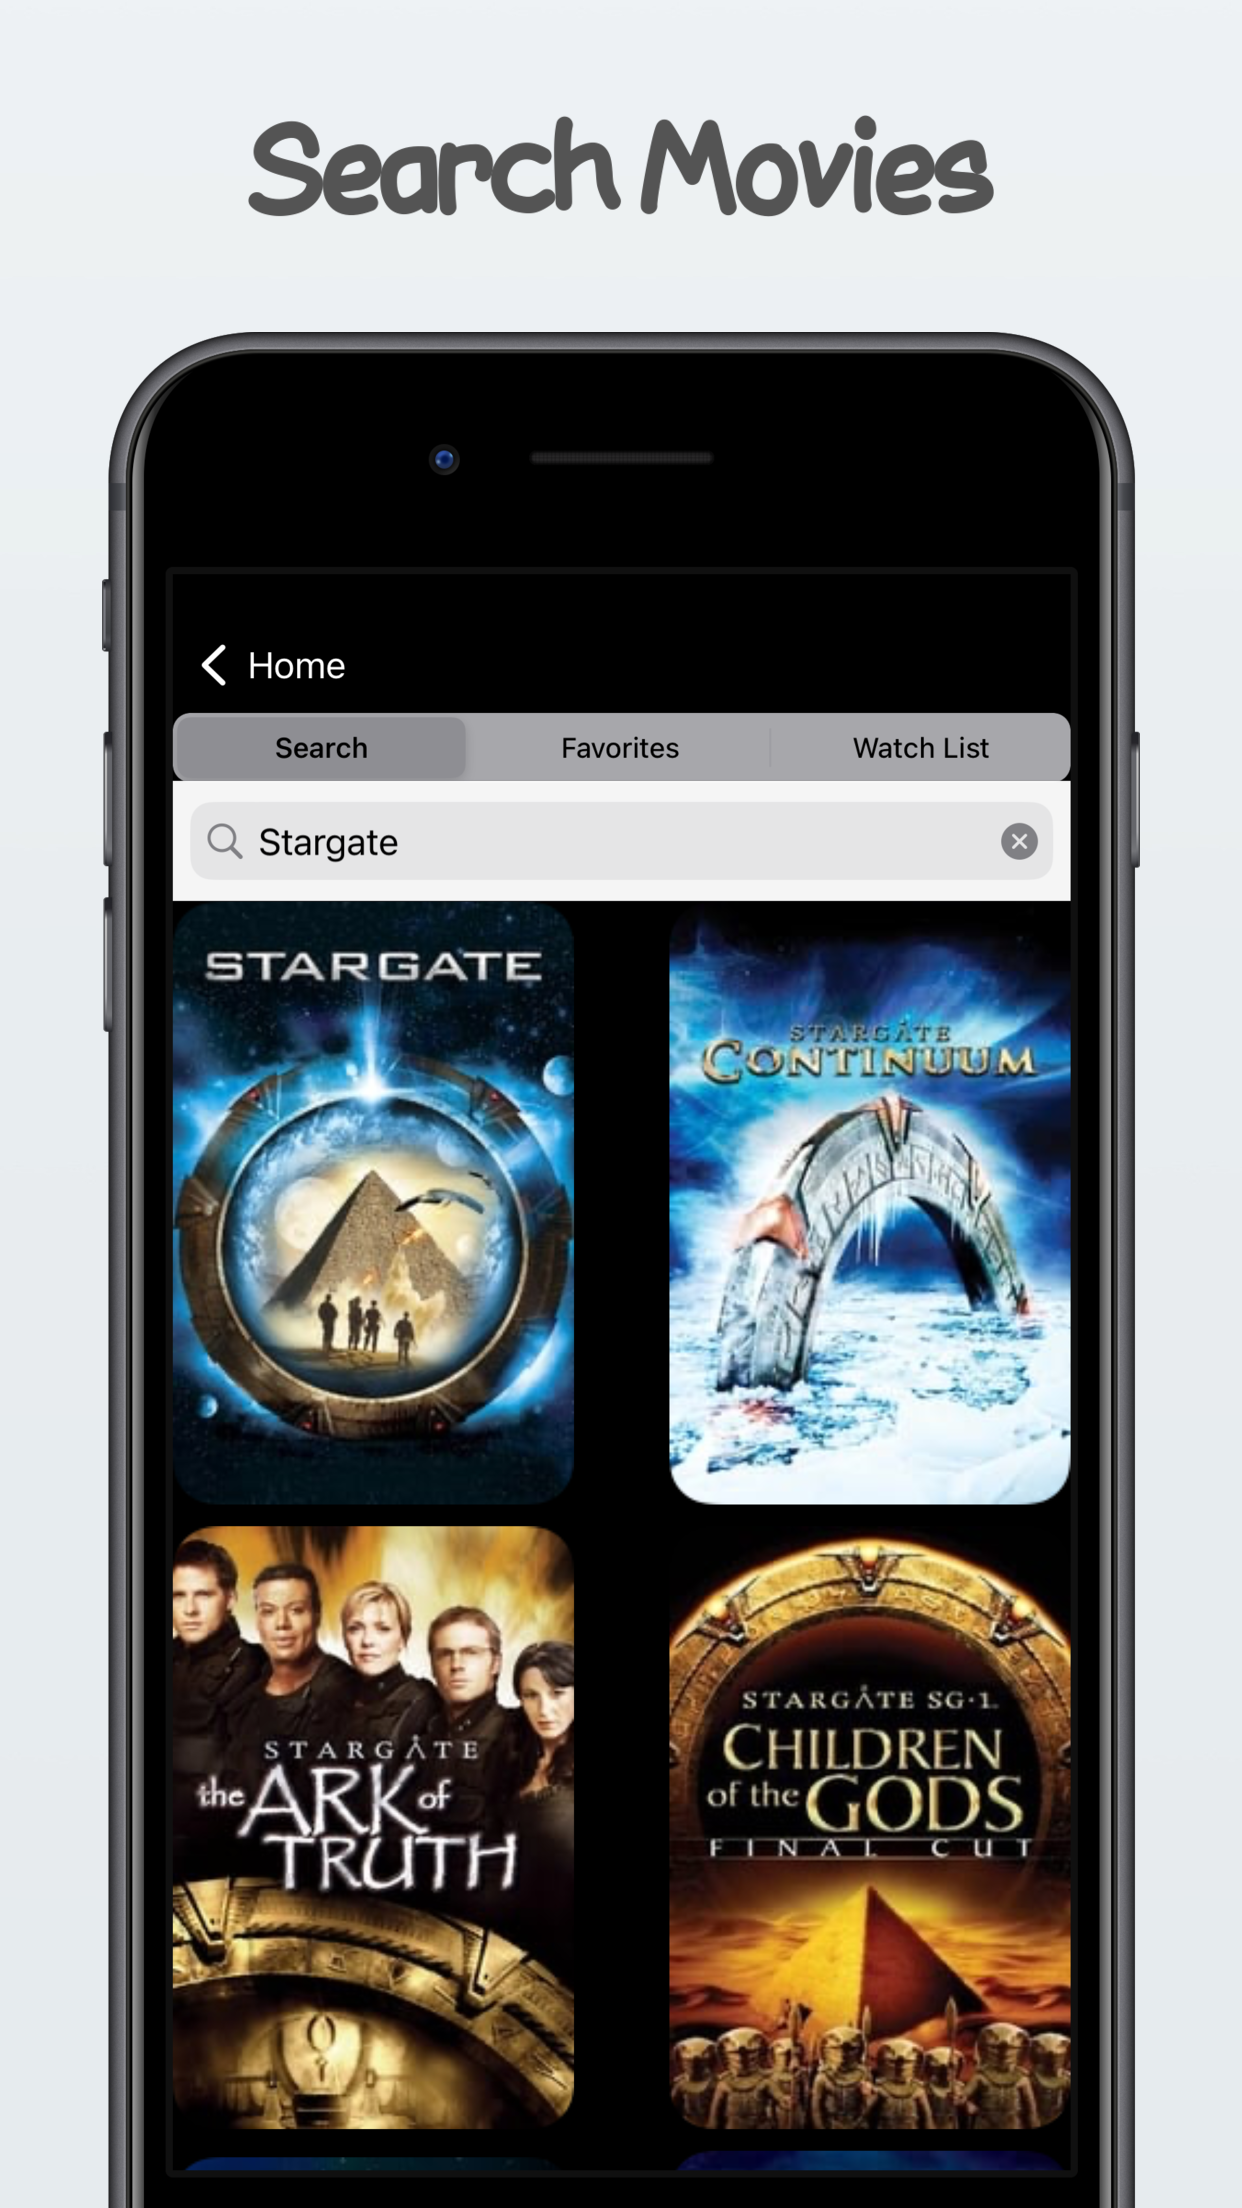 Search Movies
Home
Search
Favorites
Watch List
Stargate
STARGATE
STARGATE
CONTINUUM
STARGATE
the ARK of
TRUTH
STARGATE SG·1
CHILDREN
of the GODS
FINAL CUT